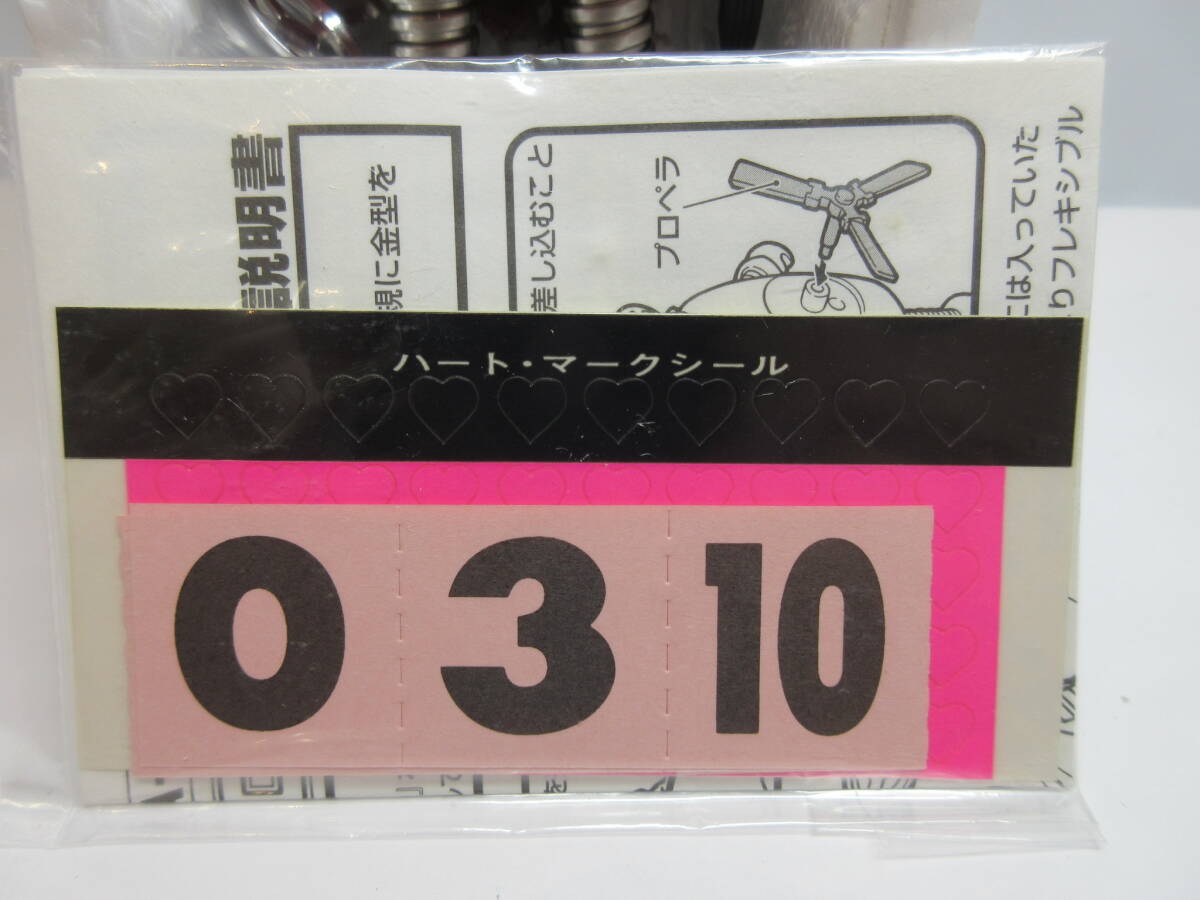 説明書
現に金型を
差し込むこと
プロペラ
には入っていた
りフレキシブル
ハート・マークシール
0 3 10